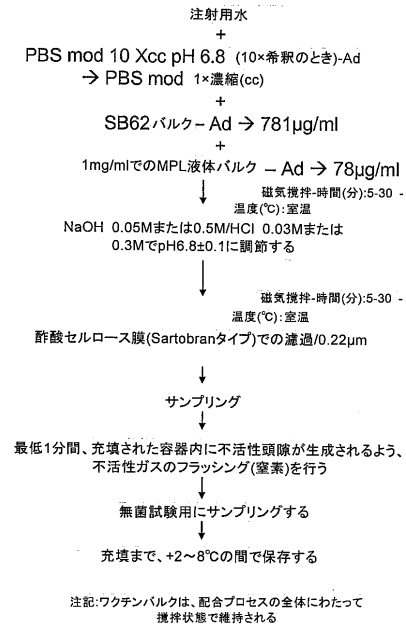 注射用水
+
PBS mod 10 Xcc pH 6.8 (10×希釈のとき)-Ad
→ PBS mod 1×濃縮(cc)
+
SB62バルク – Ad → 781μg/ml
+
1mg/mlでのMPL液体バルク – Ad → 78μg/ml
磁気撹拌-時間(分):5-30 -
温度(℃):室温
NaOH 0.05Mまたは0.5M/HCl 0.03Mまたは
0.3MでpH6.8±0.1に調節する
磁気撹拌-時間(分):5-30 -
温度(℃):室温
酢酸セルロース膜(Sartobranタイプ)での濾過/0.22μm
サンプリング
最低1分間、充填された容器内に不活性頭隙が生成されるよう、
不活性ガスのフラッシング(窒素)を行う
無菌試験用にサンプリングする
充填まで、+2～8℃の間で保存する
注記:ワクチンバルクは、配合プロセスの全体にわたって
撹拌状態で維持される